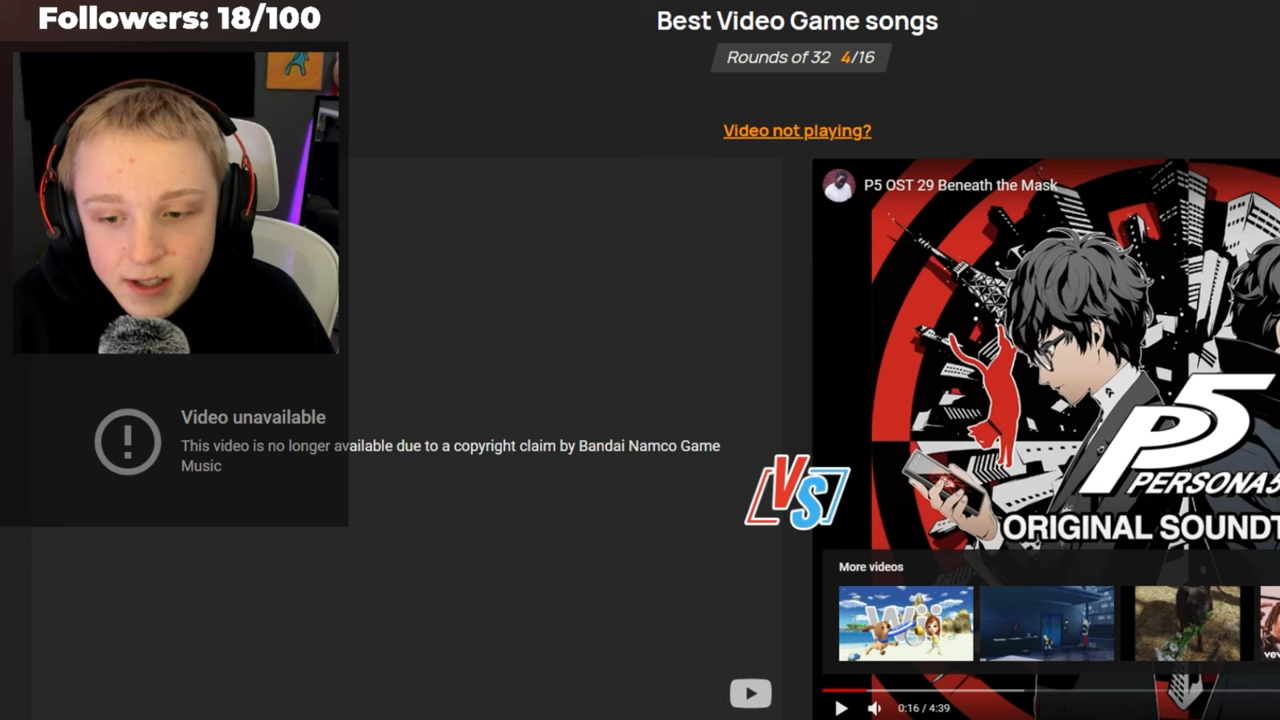 Followers: 18/100
Best Video Game songs
Rounds of 32 4/16
Video not playing?
P5 OST 29 Beneath the Mask
Video unavailable
This video is no longer available due to a copyright claim by Bandai Namco Game
Music
VS
P5
PERSONA5
ORIGINAL SOUNDT
More videos
Wii
vev
0:16 / 4:39